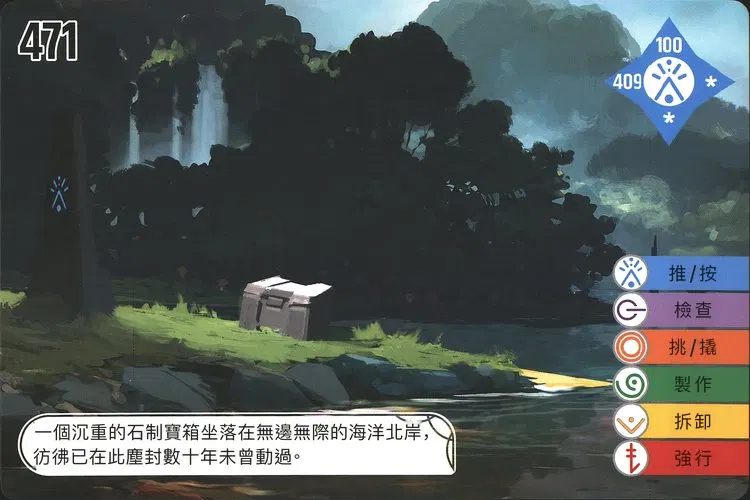 471
100
409 * *
推/按
檢查
挑/撬
製作
拆卸
強行
一個沉重的石制寶箱坐落在無邊無際的海洋北岸，
彷彿已在此塵封數十年未曾動過。